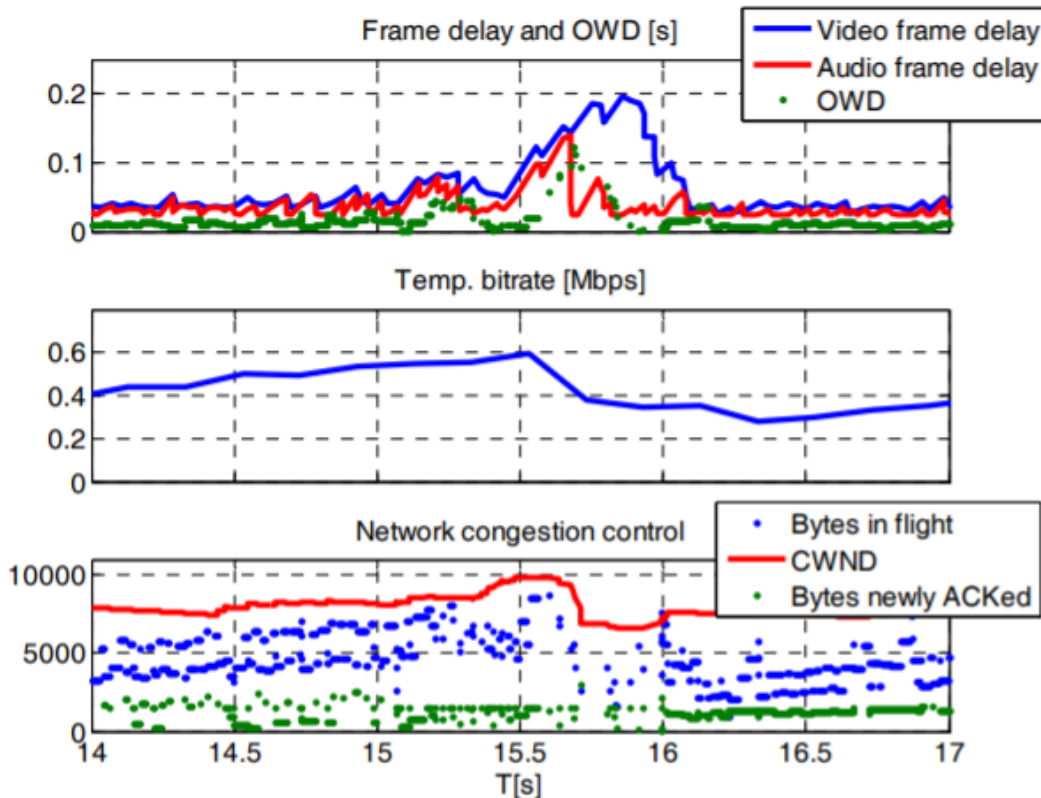 Frame delay and OWD [s]
Video frame delay
Audio frame delay
OWD
0.2
0.1
0
Temp. bitrate [Mbps]
0.6
0.4
0.2
0
Network congestion control
Bytes in flight
CWND
Bytes newly ACKed
10000
5000
0
14 14.5 15 15.5 16 16.5 17
T[s]